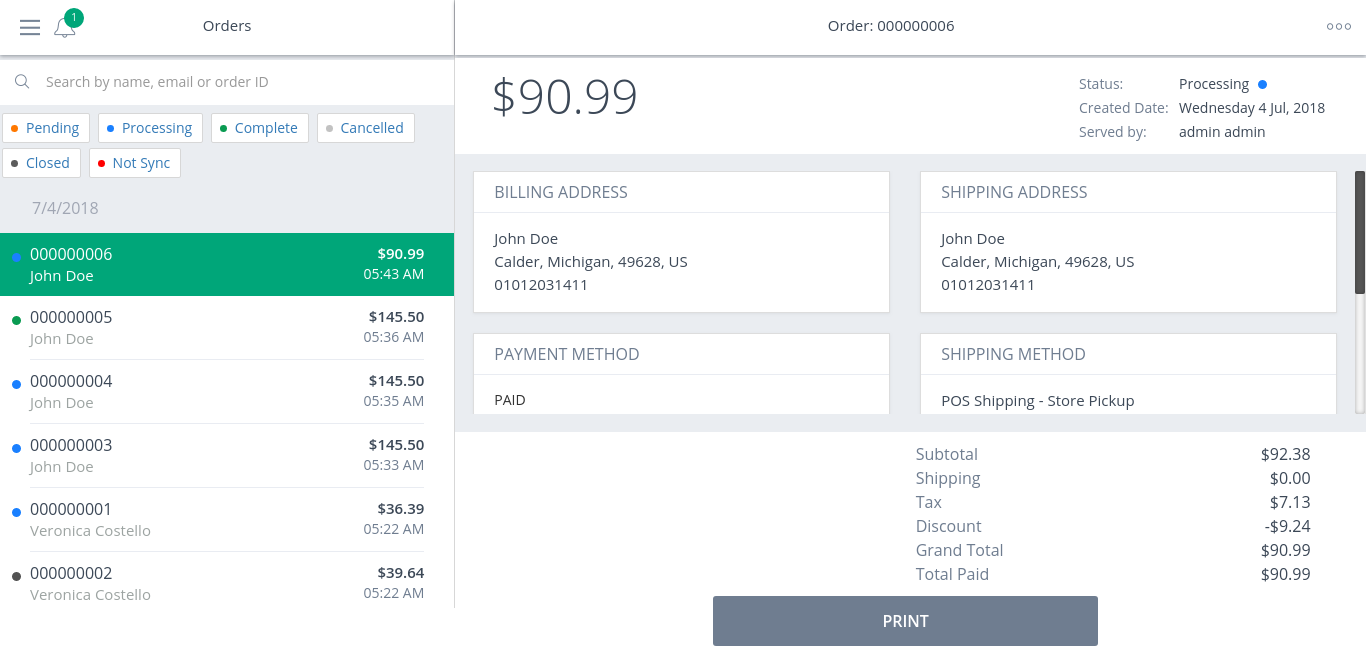 1
Orders
Search by name, email or order ID
Pending Processing Complete Cancelled
Closed Not Sync
7/4/2018
000000006 $90.99
John Doe 05:43 AM
000000005 $145.50
John Doe 05:36 AM
000000004 $145.50
John Doe 05:35 AM
000000003 $145.50
John Doe 05:33 AM
000000001 $36.39
Veronica Costello 05:22 AM
000000002 $39.64
Veronica Costello 05:22 AM
Order: 000000006
$90.99
Status: Processing
Created Date: Wednesday 4 Jul, 2018
Served by: admin admin
BILLING ADDRESS
John Doe
Calder, Michigan, 49628, US
01012031411
SHIPPING ADDRESS
John Doe
Calder, Michigan, 49628, US
01012031411
PAYMENT METHOD
PAID
SHIPPING METHOD
POS Shipping - Store Pickup
Subtotal $92.38
Shipping $0.00
Tax $7.13
Discount -$9.24
Grand Total $90.99
Total Paid $90.99
PRINT